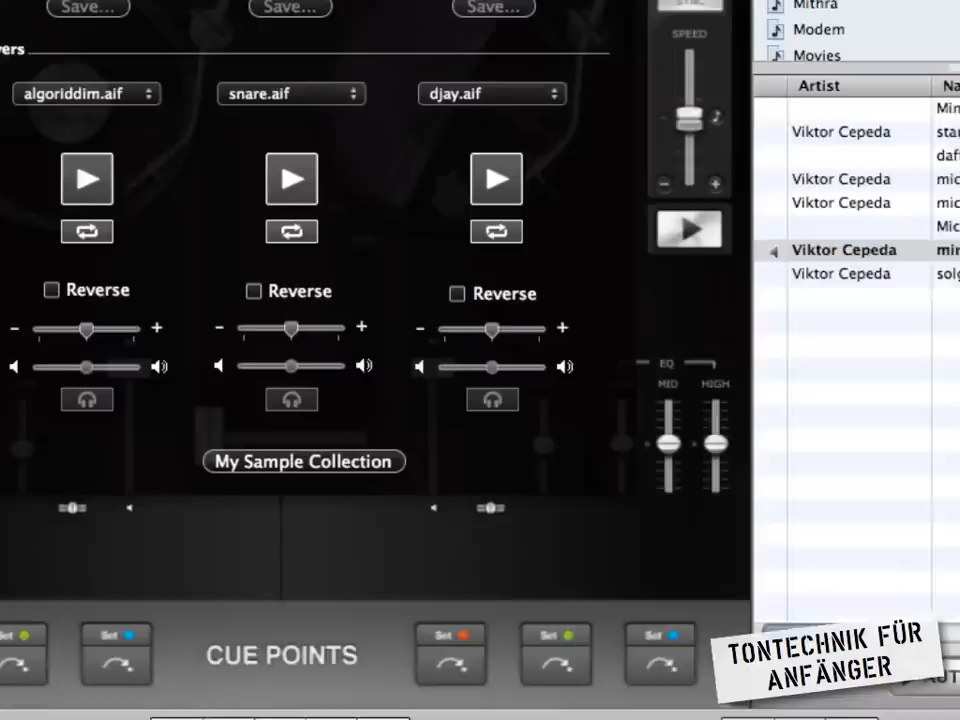 Save...
Save...
Save...
SPEED
Mithra
Modem
Movies
Artist
algoriddim.aif
snare.aif
djay.aif
Viktor Cepeda
Viktor Cepeda
Viktor Cepeda
Viktor Cepeda
Viktor Cepeda
Reverse
Reverse
Reverse
EQ
MID
HIGH
My Sample Collection
Set
Set
Set
Set
Set
CUE POINTS
TONTECHNIK FÜR
ANFÄNGER